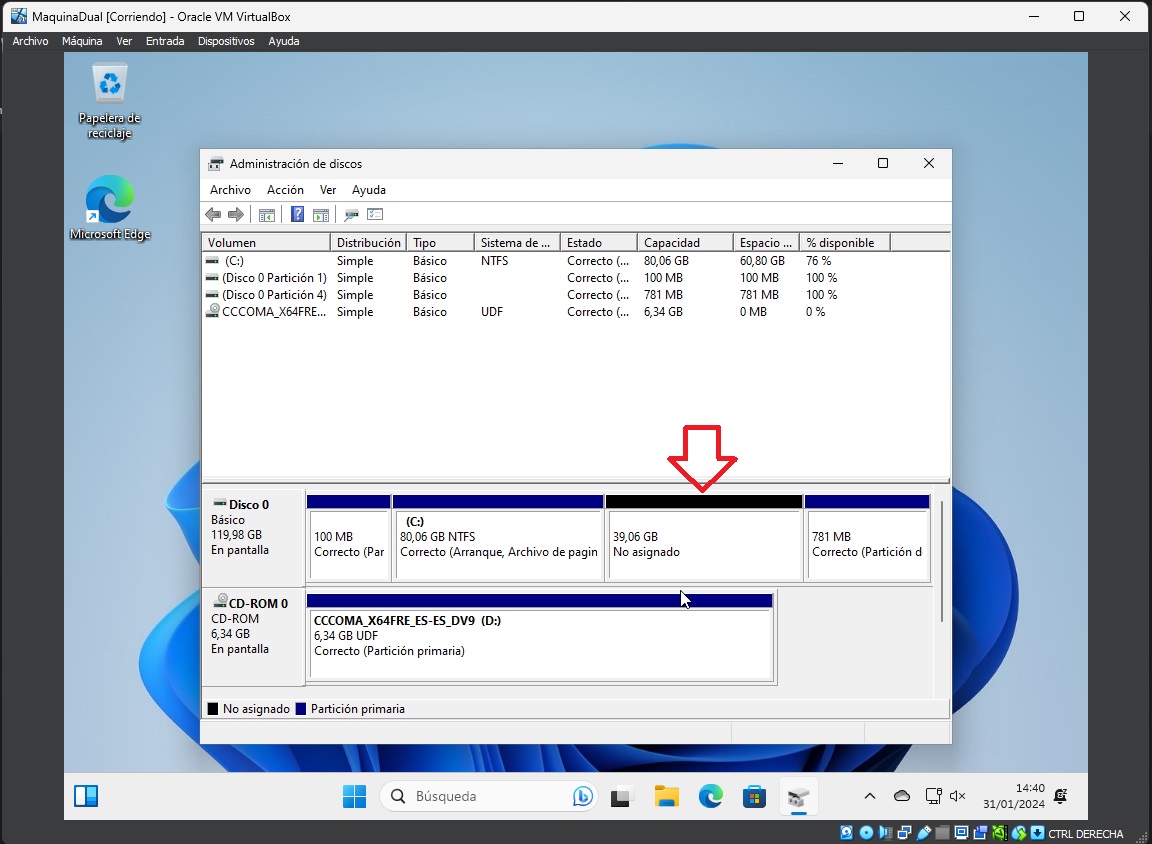 MaquinaDual [Corriendo] - Oracle VM VirtualBox
Archivo Máquina Ver Entrada Dispositivos Ayuda
Papelera de
reciclaje
Microsoft Edge
Administración de discos
Archivo Acción Ver Ayuda
Volumen Distribución Tipo Sistema de ... Estado Capacidad Espacio ... % disponible
(C:) Simple Básico NTFS Correcto (... 80,06 GB 60,80 GB 76 %
(Disco 0 Partición 1) Simple Básico Correcto (... 100 MB 100 MB 100 %
(Disco 0 Partición 4) Simple Básico Correcto (... 781 MB 781 MB 100 %
CCCOMA_X64FRE... Simple Básico UDF Correcto (... 6,34 GB 0 MB 0 %
Disco 0
Básico
119,98 GB
En pantalla
100 MB
Correcto (Par
(C:)
80,06 GB NTFS
Correcto (Arranque, Archivo de pagin
39,06 GB
No asignado
781 MB
Correcto (Partición d
CD-ROM 0
CD-ROM
6,34 GB
En pantalla
CCCOMA_X64FRE_ES-ES_DV9 (D:)
6,34 GB UDF
Correcto (Partición primaria)
No asignado Partición primaria
Búsqueda
14:40
31/01/2024
CTRL DERECHA